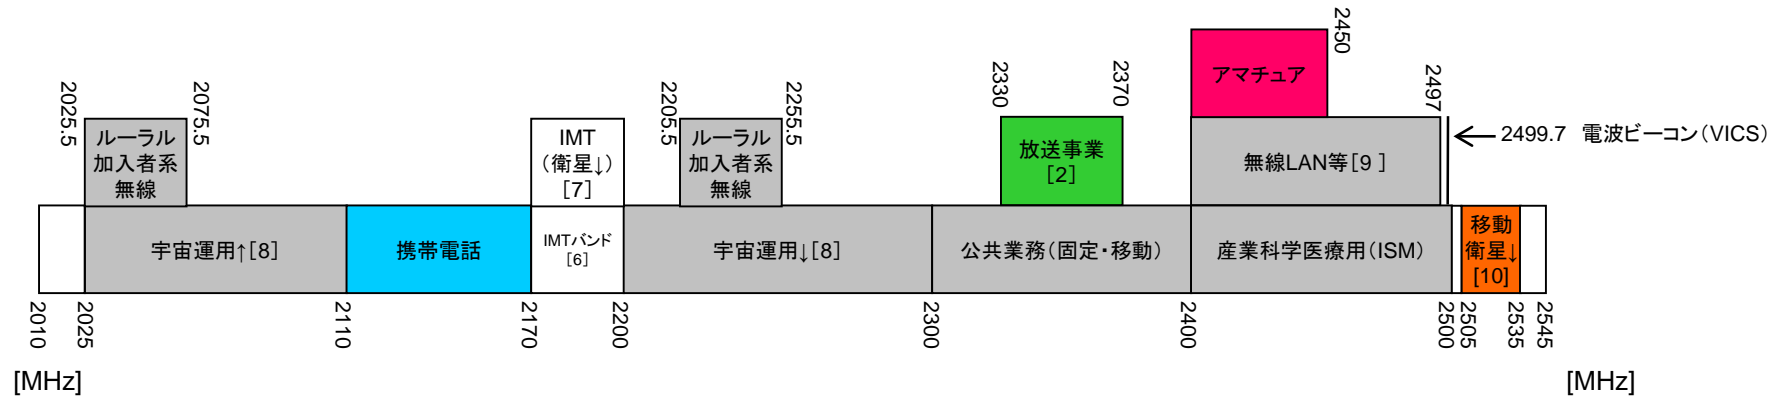 2025.5
2075.5
2205.5
2255.5
2330
2370
2450
2497
アマチュア
ルーラル
加入者系
無線
IMT
（衛星↓）
[7]
ルーラル
加入者系
無線
放送事業
[2]
無線LAN等[9 ]
2499.7 電波ビーコン（VICS）
宇宙運用↑[8]
携帯電話
IMTバンド
[6]
宇宙運用↓[8]
公共業務（固定・移動）
産業科学医療用（ISM）
移動
衛星↓
[10]
2010
2025
2110
2170
2200
2300
2400
2500
2505
2535
2545
[MHz]
[MHz]